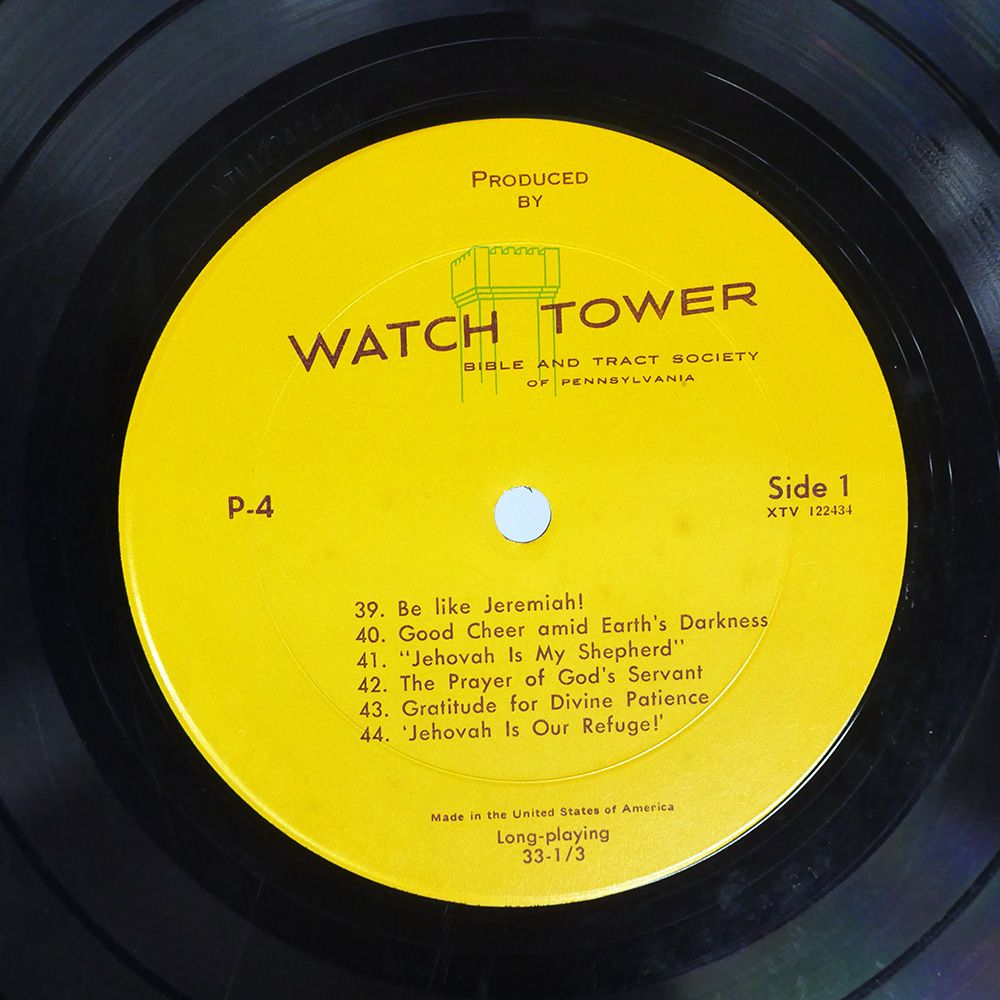 PRODUCED
BY
WATCH TOWER
BIBLE AND TRACT SOCIETY
OF PENNSYLVANIA
P-4
Side 1
XTV 122434
39. Be like Jeremiah!
40. Good Cheer amid Earth's Darkness
41. "Jehovah Is My Shepherd"
42. The Prayer of God's Servant
43. Gratitude for Divine Patience
44. 'Jehovah Is Our Refuge!'
Made in the United States of America
Long-playing
33-1/3